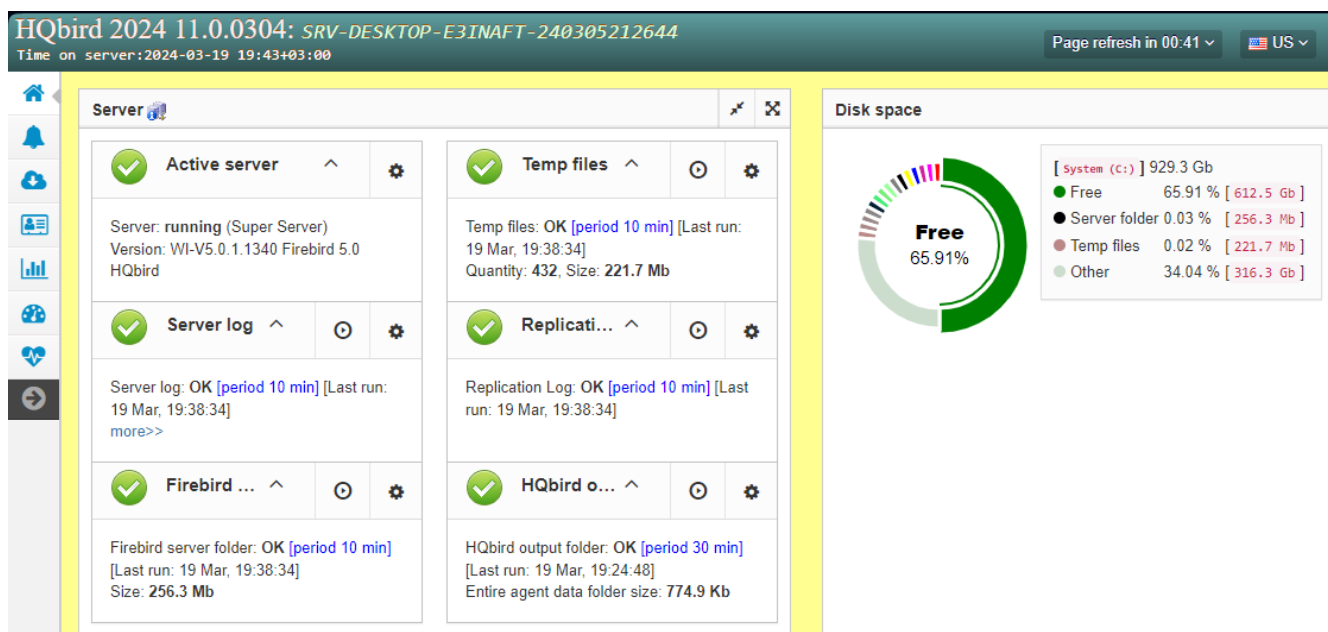 HQbird 2024 11.0.0304: SRV-DESKTOP-E3INAFT-240305212644
Time on server:2024-03-19 19:43+03:00
Page refresh in 00:41
US
Server
Active server
Server: running (Super Server)
Version: WI-V5.0.1.1340 Firebird 5.0
HQbird
Temp files
Temp files: OK [period 10 min] [Last run:
19 Mar, 19:38:34]
Quantity: 432, Size: 221.7 Mb
Server log
Server log: OK [period 10 min] [Last run:
19 Mar, 19:38:34]
more>>
Replicati...
Replication Log: OK [period 10 min] [Last
run: 19 Mar, 19:38:34]
Firebird ...
Firebird server folder: OK [period 10 min]
[Last run: 19 Mar, 19:38:34]
Size: 256.3 Mb
HQbird o...
HQbird output folder: OK [period 30 min]
[Last run: 19 Mar, 19:24:48]
Entire agent data folder size: 774.9 Kb
Disk space
Free
65.91%
[ System (C:) ] 929.3 Gb
Free 65.91 % [ 612.5 Gb ]
Server folder 0.03 % [ 256.3 Mb ]
Temp files 0.02 % [ 221.7 Mb ]
Other 34.04 % [ 316.3 Gb ]